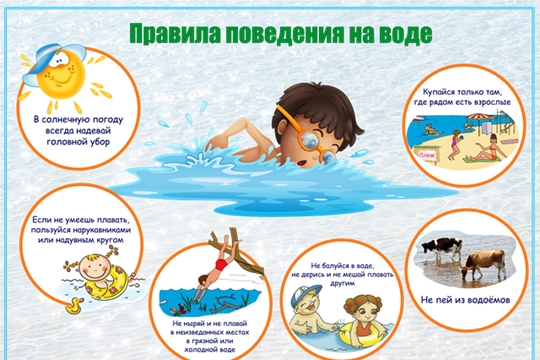 Правила поведения на воде
В солнечную погоду
всегда надевай
головной убор
Купайся только там,
где рядом есть взрослые
Пляж
Если не умеешь плавать,
пользуйся нарукавниками
или надувным кругом
Не ныряй и не плавай
в неизведанных местах
в грязной или
холодной воде
Не балуйся в воде,
не дерись и не мешай плавать
другим
Не пей из водоёмов